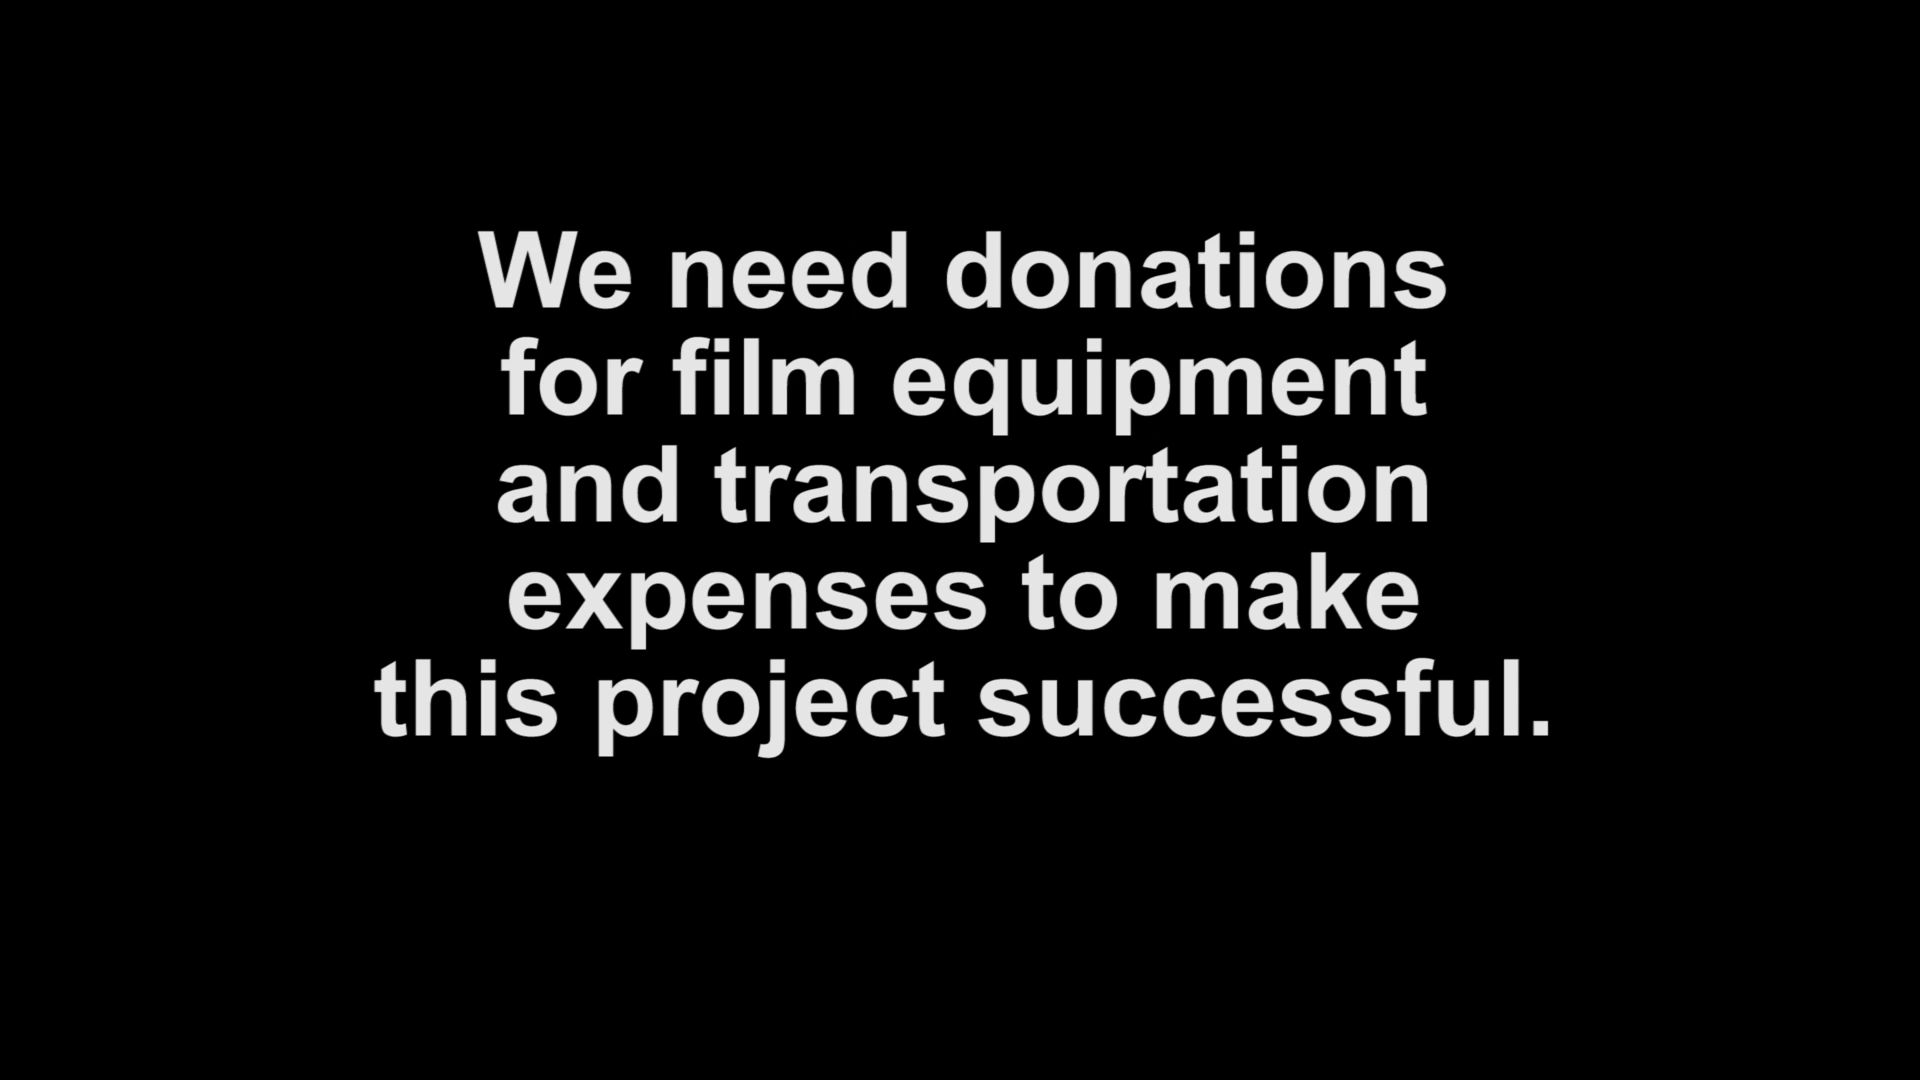 We need donations
for film equipment
and transportation
expenses to make
this project successful.